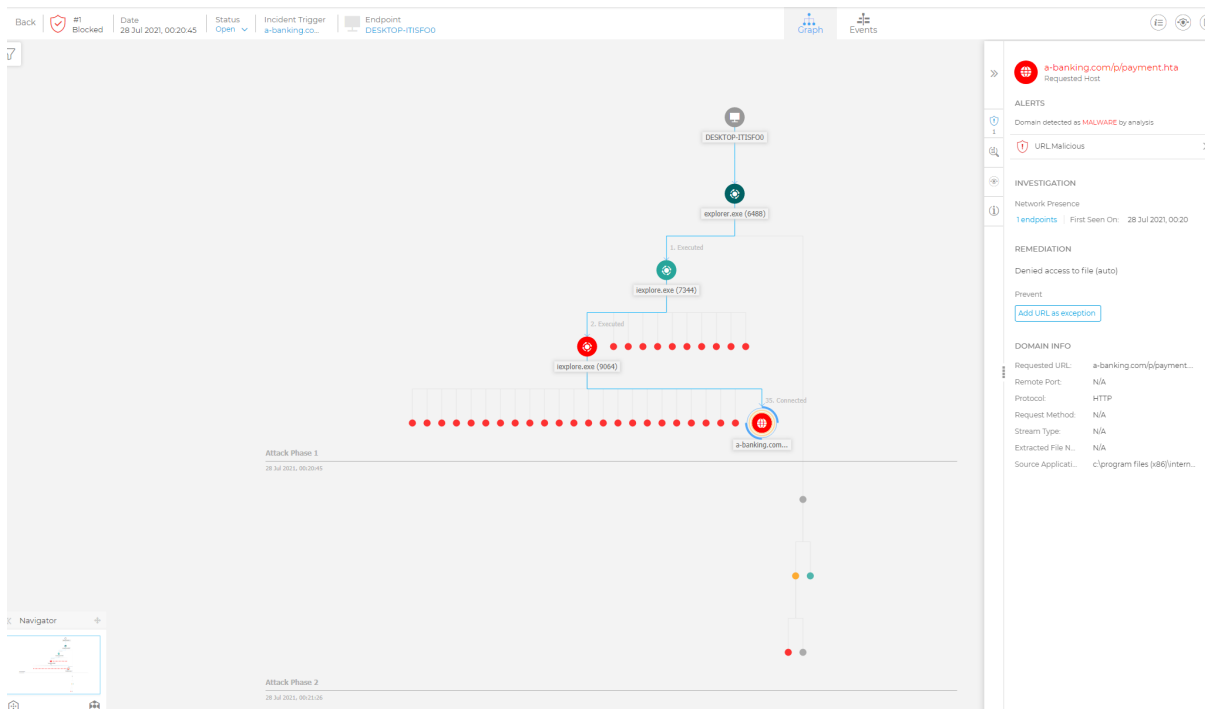 Back
#1
Blocked
Date
28 Jul 2021, 00:20:45
Status
Open
Incident Trigger
a-banking.co...
Endpoint
DESKTOP-ITISFO0
Graph
Events
DESKTOP-ITISFO0
explorer.exe (6488)
1. Executed
iexplore.exe (7344)
2. Executed
iexplore.exe (9064)
35. Connected
a-banking.com...
Attack Phase 1
28 Jul 2021, 00:20:45
Attack Phase 2
28 Jul 2021, 00:21:26
Navigator
a-banking.com/p/payment.hta
Requested Host
ALERTS
1
Domain detected as MALWARE by analysis
URL.Malicious
INVESTIGATION
Network Presence
1 endpoints
First Seen On: 28 Jul 2021, 00:20
REMEDIATION
Denied access to file (auto)
Prevent
Add URL as exception
DOMAIN INFO
Requested URL: a-banking.com/p/payment...
Remote Port: N/A
Protocol: HTTP
Request Method: N/A
Stream Type: N/A
Extracted File N... N/A
Source Applicati... c:\program files (x86)\intern...